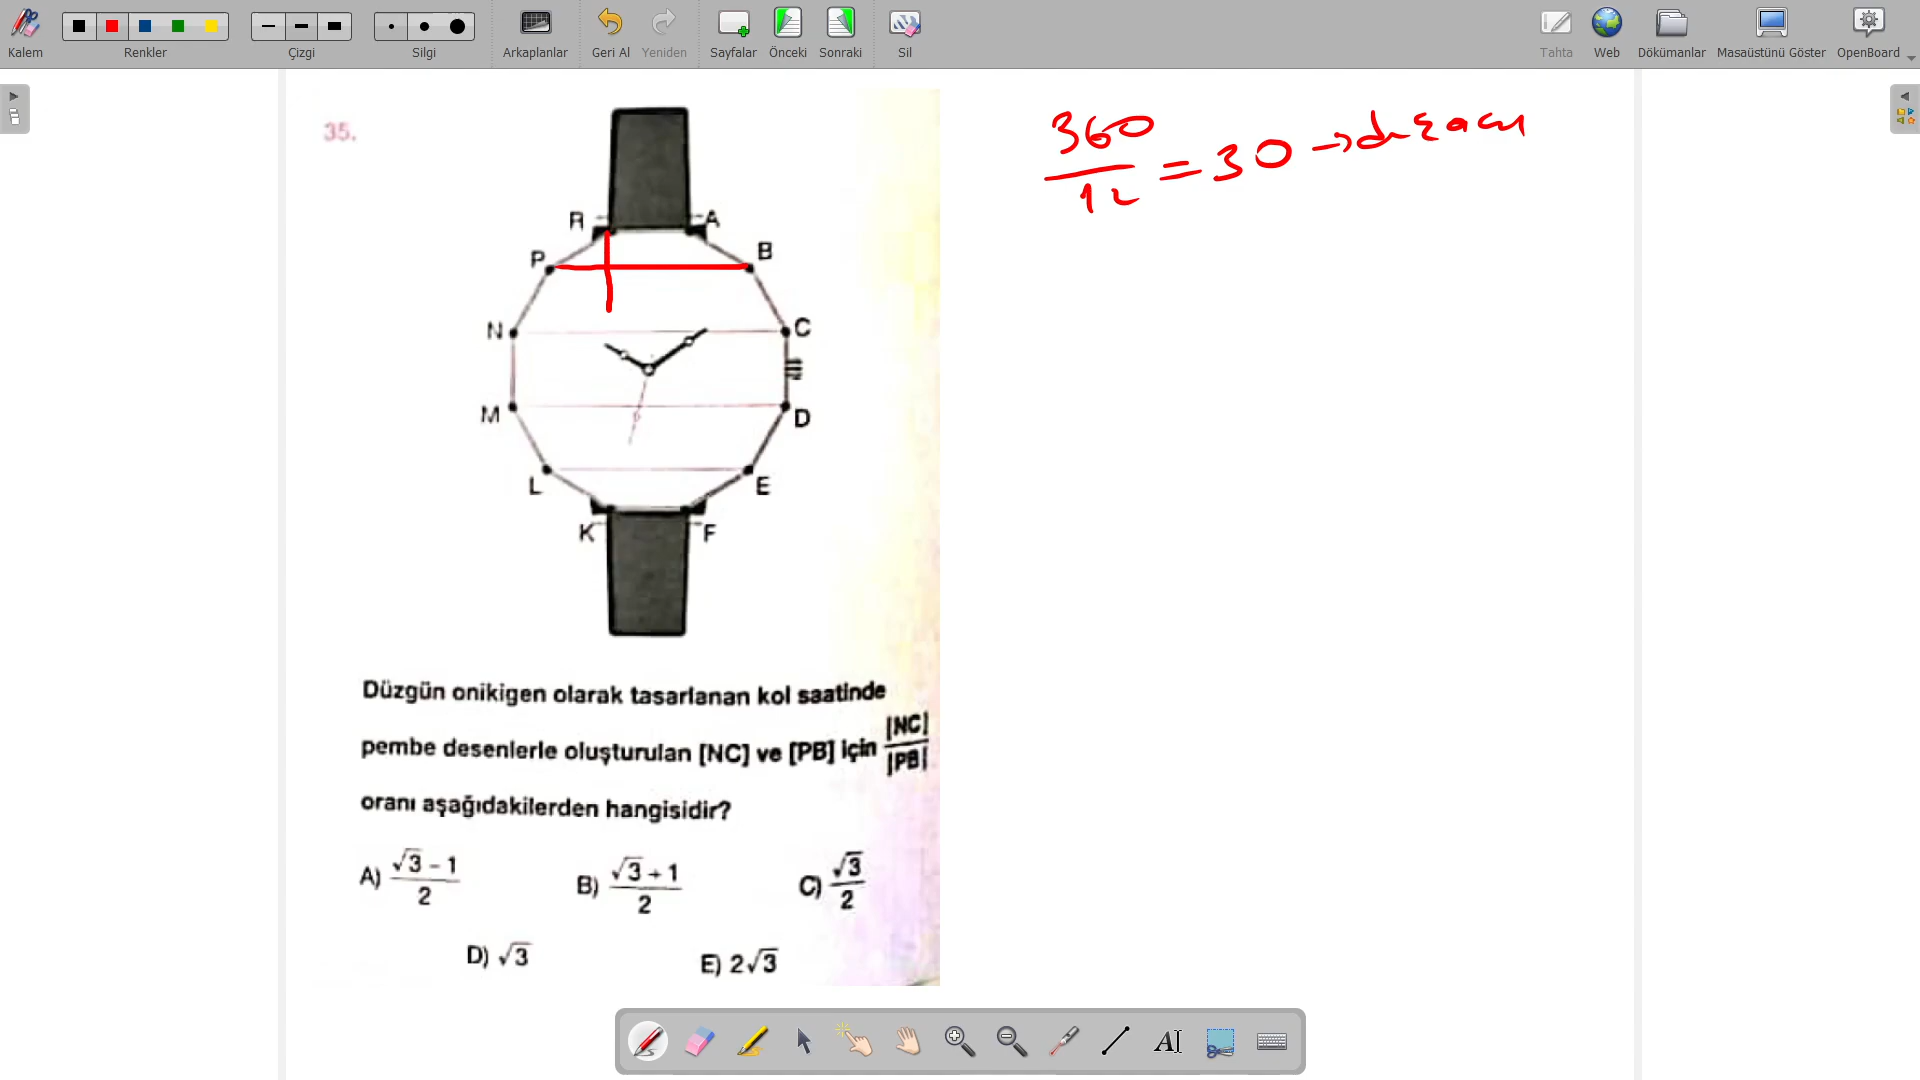 Kalem
Renkler
Çizgi
Silgi
Arkaplanlar
Geri Al
Yeniden
Sayfalar
Önceki
Sonraki
Sil
Tahta
Web
Dökümanlar
Masaüstünü Göster
OpenBoard
35.
R
A
P
B
N
C
M
D
L
E
K
F
360
12
= 30 → dış açı
Düzgün onikigen olarak tasarlanan kol saatinde
pembe desenlerle oluşturulan [NC] ve [PB] için |NC| / |PB|
oranı aşağıdakilerden hangisidir?
A) (√3 - 1) / 2
B) (√3 + 1) / 2
C) √3 / 2
D) √3
E) 2√3